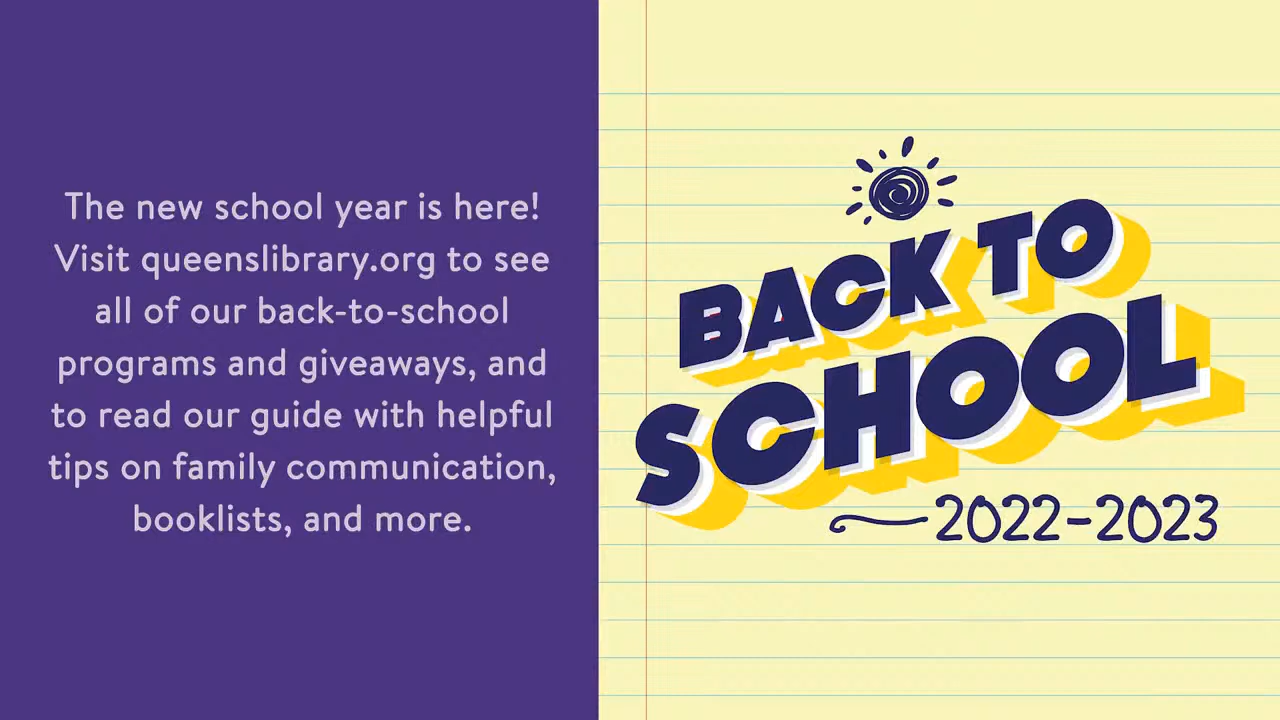 The new school year is here!
Visit queenslibrary.org to see
all of our back-to-school
programs and giveaways, and
to read our guide with helpful
tips on family communication,
booklists, and more.
BACK TO
SCHOOL
2022-2023